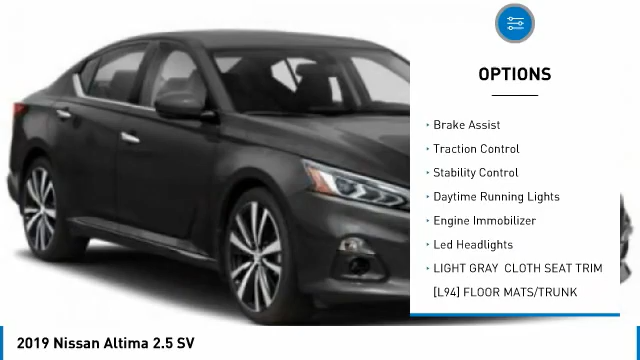 OPTIONS
Brake Assist
Traction Control
Stability Control
Daytime Running Lights
Engine Immobilizer
Led Headlights
LIGHT GRAY CLOTH SEAT TRIM
[L94] FLOOR MATS/TRUNK
2019 Nissan Altima 2.5 SV